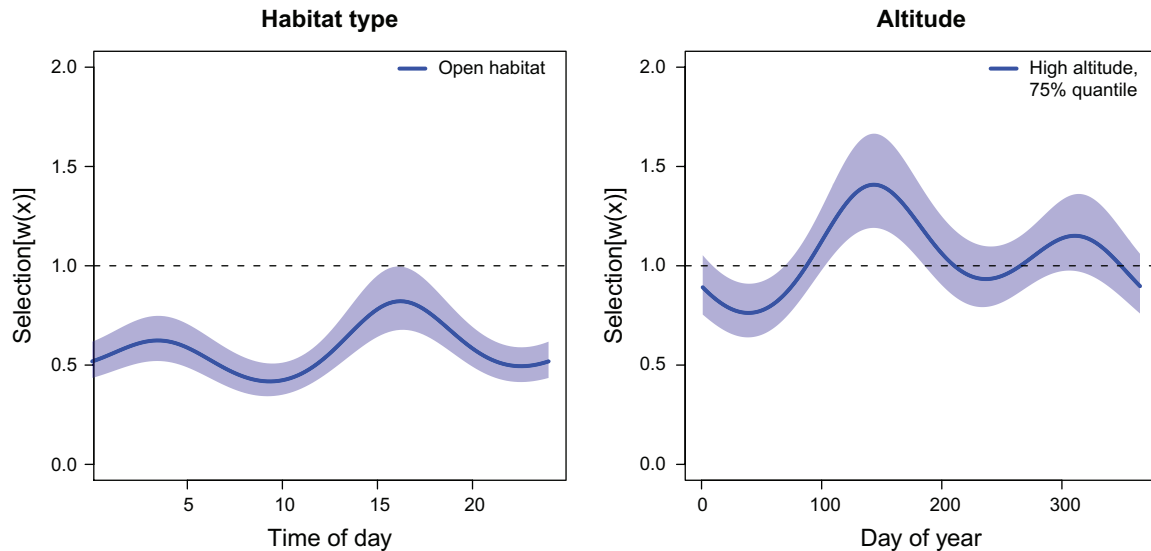 Habitat type
Selection[w(x)]
2.0
1.5
1.0
0.5
0.0
Open habitat
5
10
15
20
Time of day
Altitude
Selection[w(x)]
2.0
1.5
1.0
0.5
0.0
High altitude,
75% quantile
0
100
200
300
Day of year